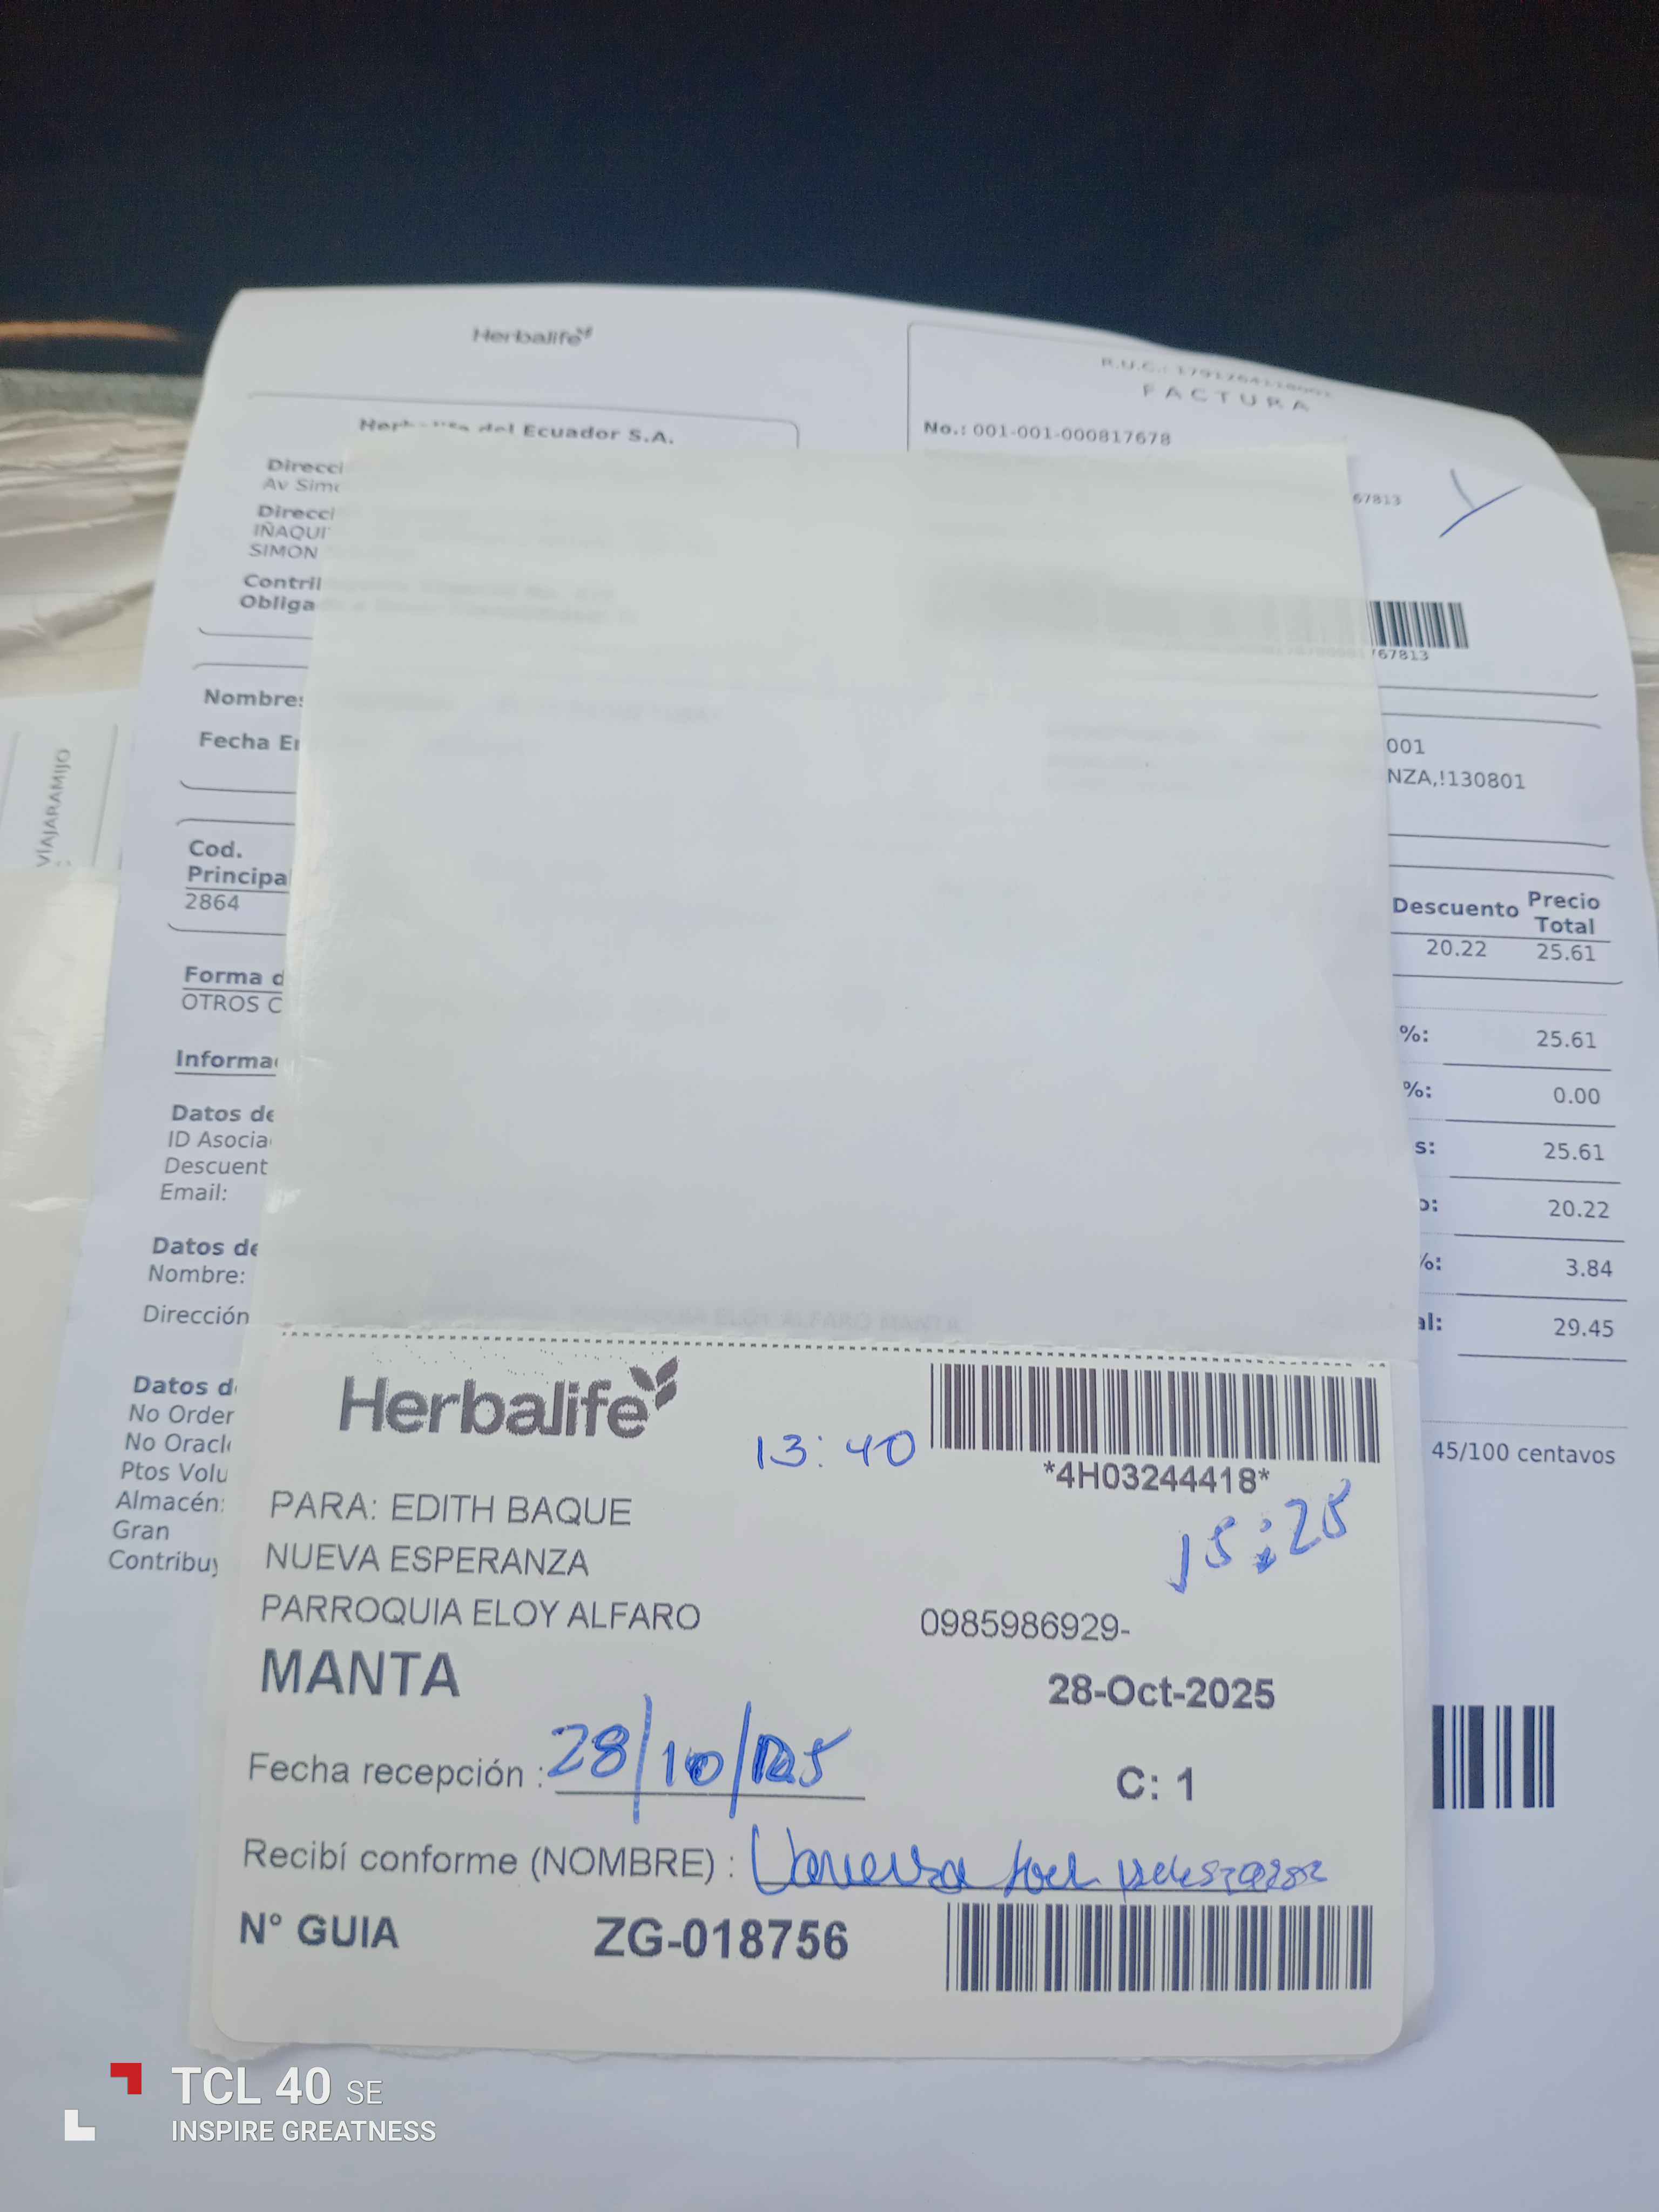 Herbalife
R.U.C.:
FACTURA
del Ecuador S.A.
No.: 001-001-000817678
Direcci
Av Sim
67813
Direcci
IÑAQUI
SIMON
Contri
Obliga
67813
Nombre:
001
Fecha E
NZA,!130801
VÍAJARAMIJO
Cod.
Principa
Descuento Precio
Total
2864
20.22 25.61
Forma d
OTROS C
%: 25.61
Informa
%: 0.00
Datos de
ID Asocia
s: 25.61
Descuent
Email:
o: 20.22
Datos de
Nombre:
%: 3.84
Dirección
al: 29.45
Datos d
No Order
No Oracl
45/100 centavos
Ptos Volu
Almacén:
Gran
Contribuy
Herbalife
13:40
*4H03244418*
15:25
PARA: EDITH BAQUE
NUEVA ESPERANZA
PARROQUIA ELOY ALFARO
0985986929-
MANTA
28-Oct-2025
Fecha recepción : 28/10/
C: 1
Recibí conforme (NOMBRE) :
N° GUIA ZG-018756
TCL 40 SE
INSPIRE GREATNESS